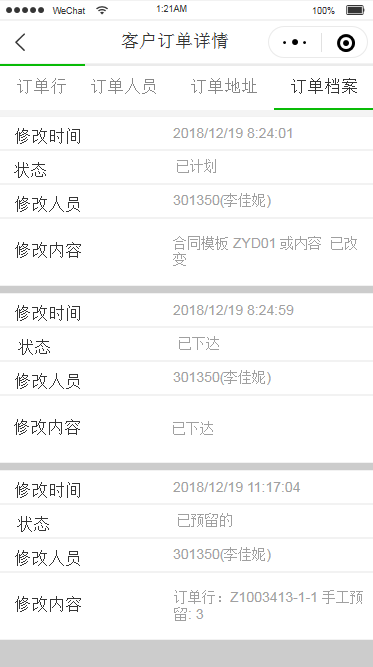 WeChat 1:21AM 100%
客户订单详情
订单行 订单人员 订单地址 订单档案
修改时间 2018/12/19 8:24:01
状态 已计划
修改人员 301350(李佳妮)
修改内容 合同模板 ZYD01 或内容 已改
变
修改时间 2018/12/19 8:24:59
状态 已下达
修改人员 301350(李佳妮)
修改内容 已下达
修改时间 2018/12/19 11:17:04
状态 已预留的
修改人员 301350(李佳妮)
修改内容 订单行：Z1003413-1-1 手工预
留: 3